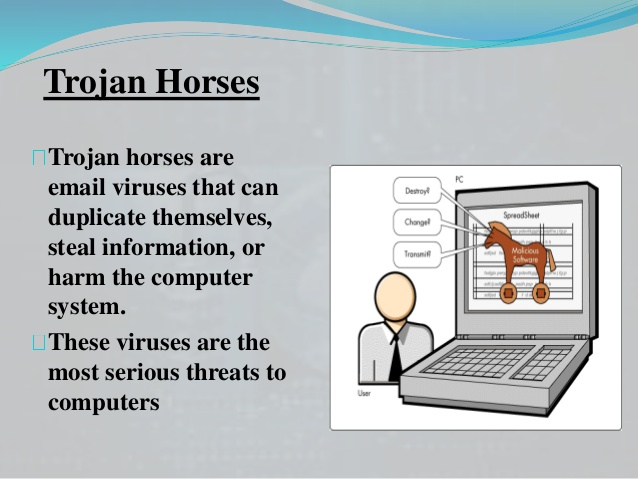 Trojan Horses
Trojan horses are
email viruses that can
duplicate themselves,
steal information, or
harm the computer
system.
These viruses are the
most serious threats to
computers
PC
Destroy?
Change?
Transmit?
SpreadSheet
Malicious
Software
User